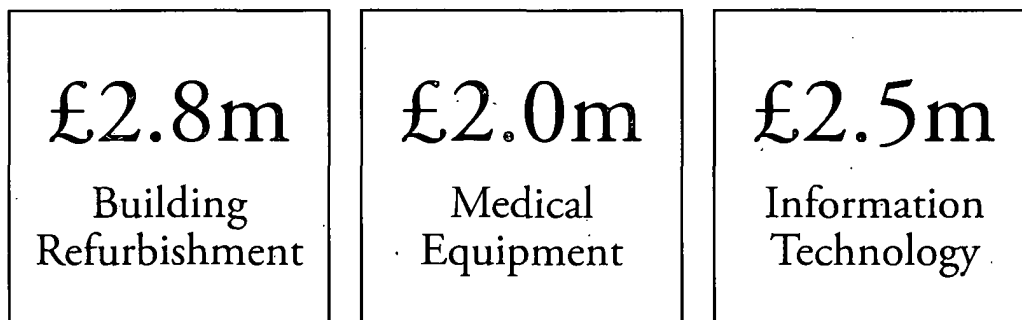 £2.8m
Building
Refurbishment
£2.0m
Medical
Equipment
£2.5m
Information
Technology